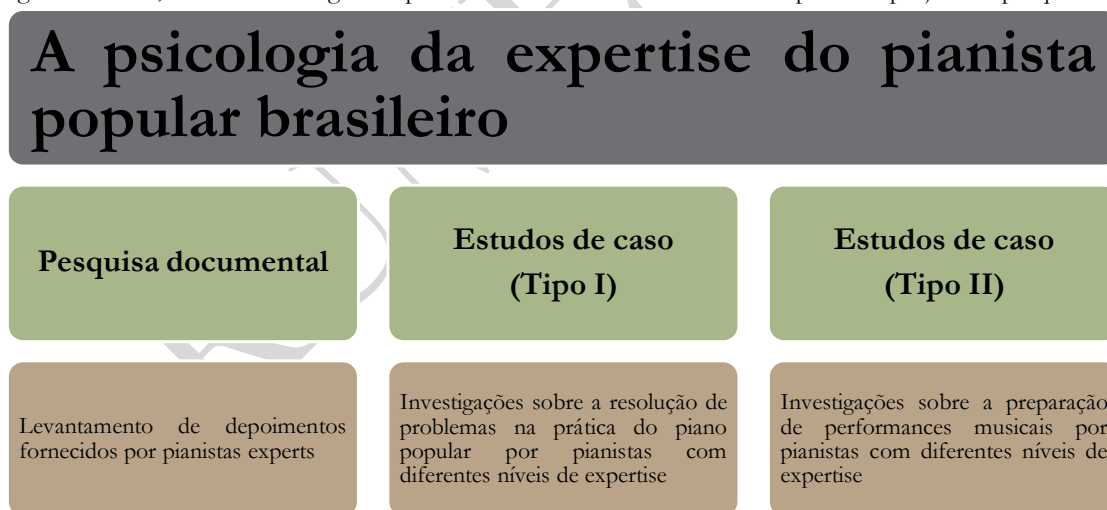 A psicologia da expertise do pianista
popular brasileiro
Pesquisa documental
Estudos de caso
(Tipo I)
Estudos de caso
(Tipo II)
Levantamento de depoimentos
fornecidos por pianistas experts
Investigações sobre a resolução de
problemas na prática do piano
popular por pianistas com
diferentes níveis de expertise
Investigações sobre a preparação
de performances musicais por
pianistas com diferentes níveis de
expertise